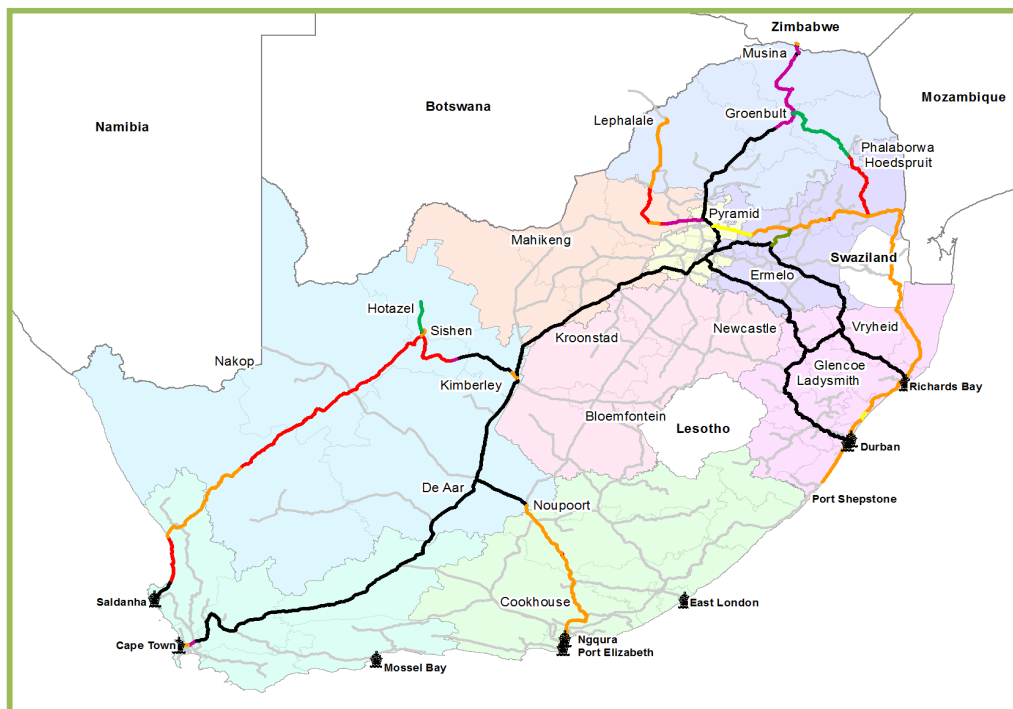 Zimbabwe
Musina
Mozambique
Botswana
Namibia
Lephalale
Groenbult
Phalaborwa
Hoedspruit
Pyramid
Mahikeng
Swaziland
Ermelo
Hotazel
Sishen
Newcastle
Vryheid
Kroonstad
Nakop
Glencoe
Ladysmith
Kimberley
Richards Bay
Bloemfontein
Lesotho
Durban
De Aar
Port Shepstone
Noupoort
Saldanha
Cookhouse
East London
Cape Town
Ngqura
Port Elizabeth
Mossel Bay